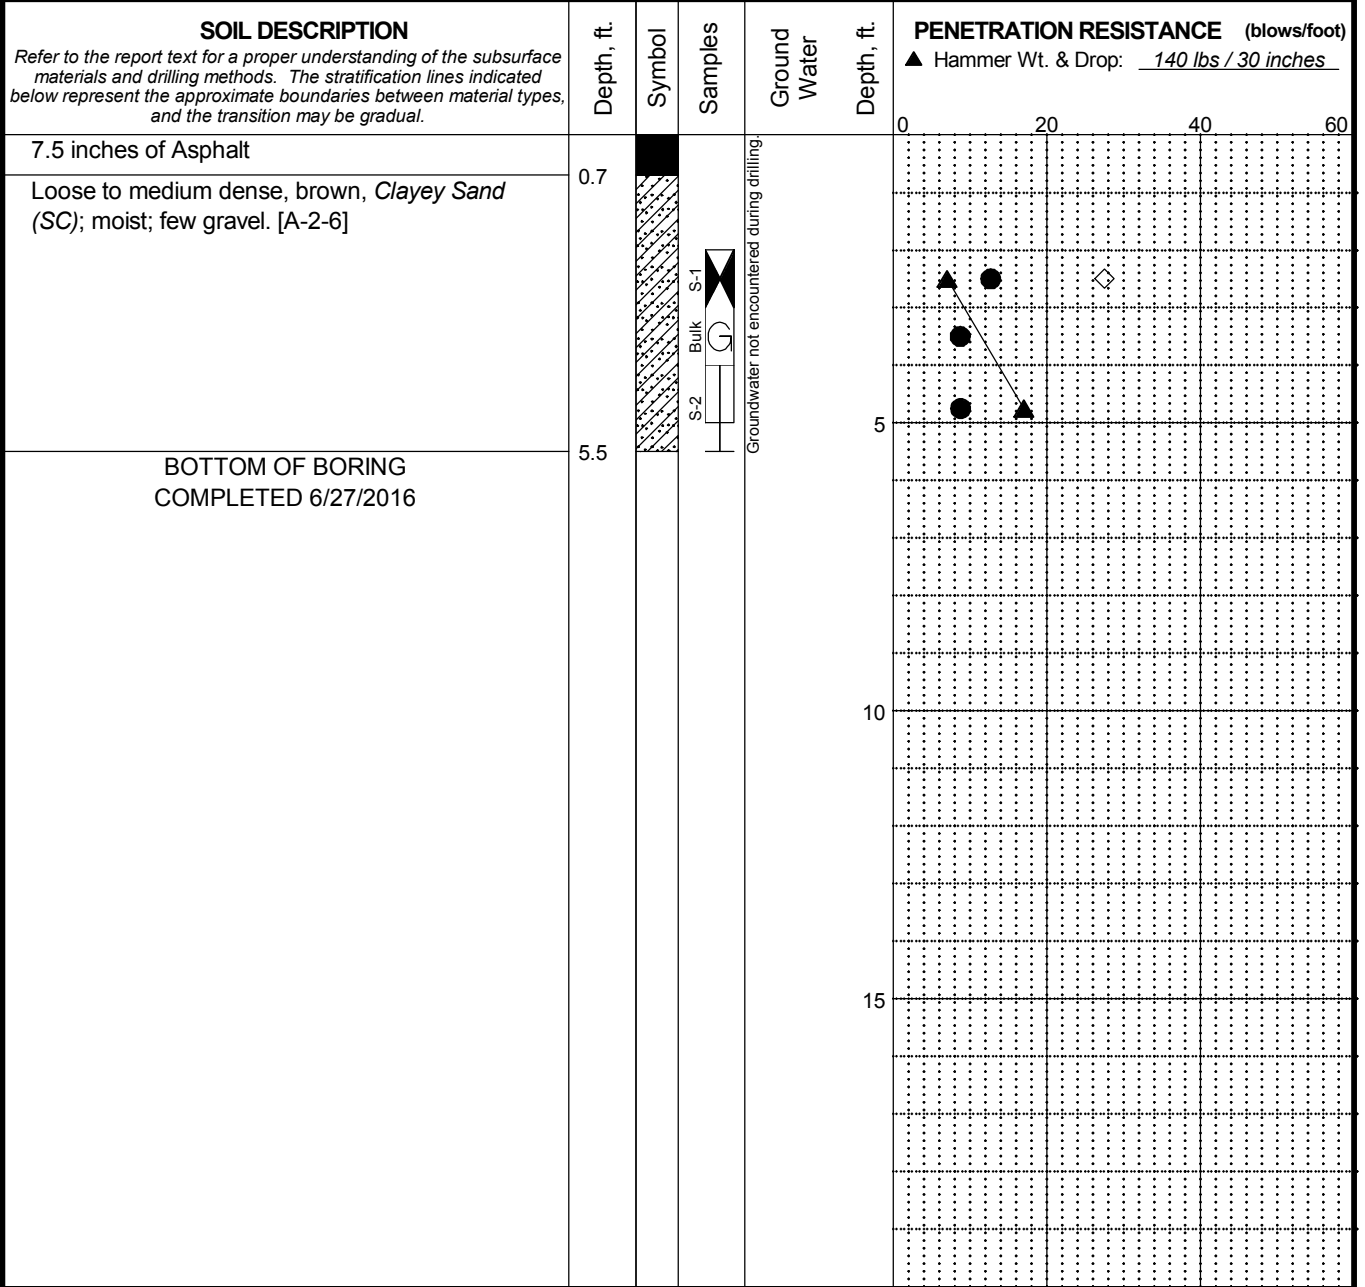 SOIL DESCRIPTION
Refer to the report text for a proper understanding of the subsurface
materials and drilling methods. The stratification lines indicated
below represent the approximate boundaries between material types,
and the transition may be gradual.
Depth, ft.
Symbol
Samples
Ground
Water
Depth, ft.
PENETRATION RESISTANCE (blows/foot)
▲ Hammer Wt. & Drop: 140 lbs / 30 inches
0 20 40 60
7.5 inches of Asphalt
0.7
Loose to medium dense, brown, Clayey Sand
(SC); moist; few gravel. [A-2-6]
S-1
Bulk
G
S-2
Groundwater not encountered during drilling.
5
5.5
BOTTOM OF BORING
COMPLETED 6/27/2016
10
15